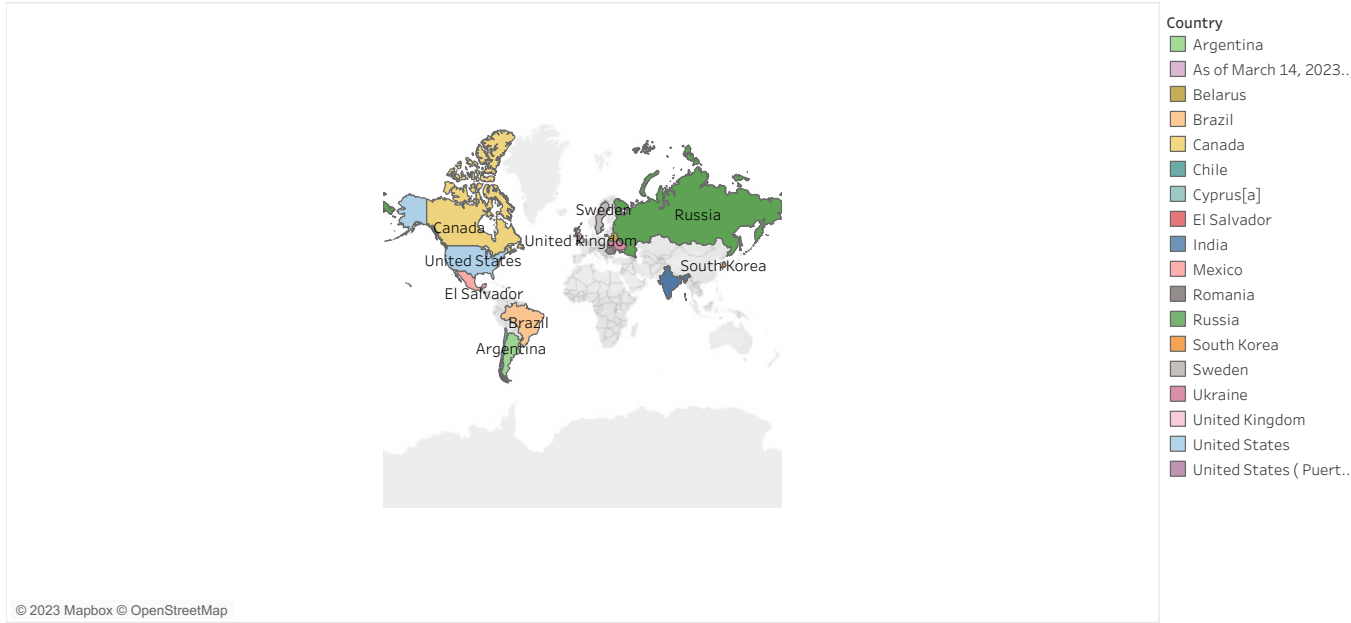 Sweden
Russia
Canada
United Kingdom
United States
South Korea
El Salvador
Brazil
Argentina
© 2023 Mapbox © OpenStreetMap
Country
Argentina
As of March 14, 2023..
Belarus
Brazil
Canada
Chile
Cyprus[a]
El Salvador
India
Mexico
Romania
Russia
South Korea
Sweden
Ukraine
United Kingdom
United States
United States ( Puert..